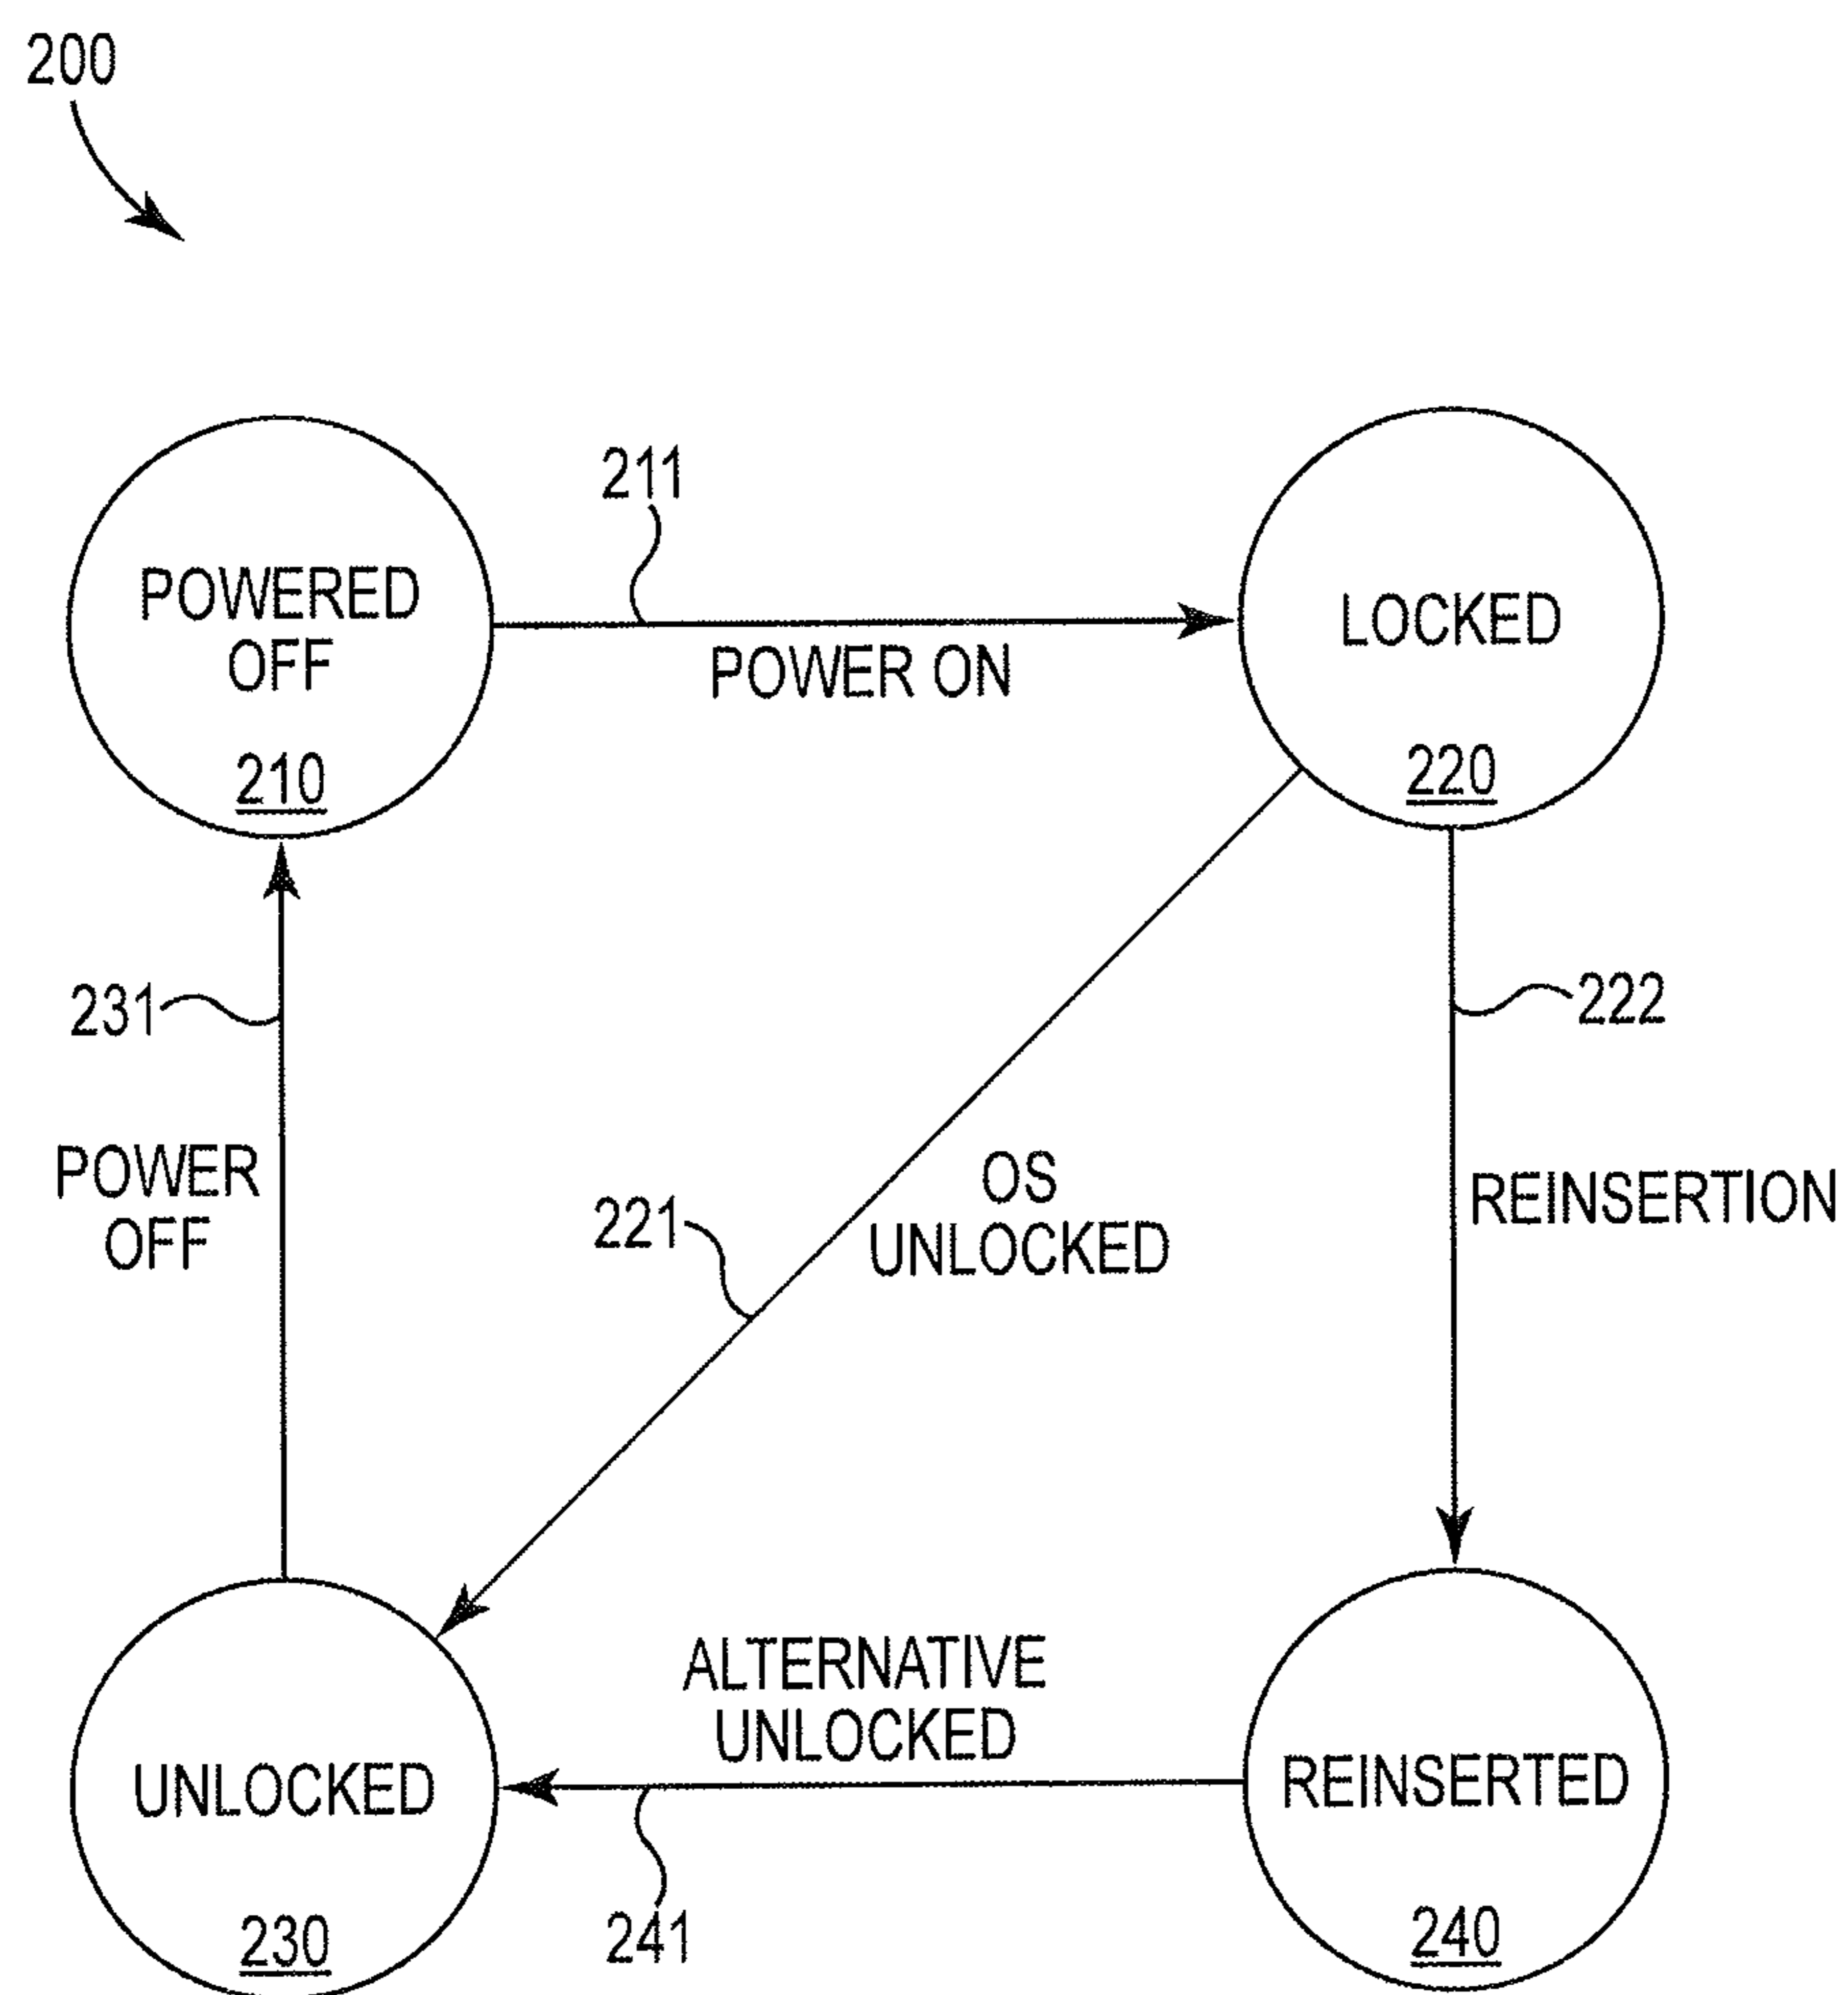 200
211
POWERED
OFF
210
POWER ON
LOCKED
220
231
222
POWER
OFF
221
OS
UNLOCKED
REINSERTION
ALTERNATIVE
UNLOCKED
UNLOCKED
230
241
REINSERTED
240